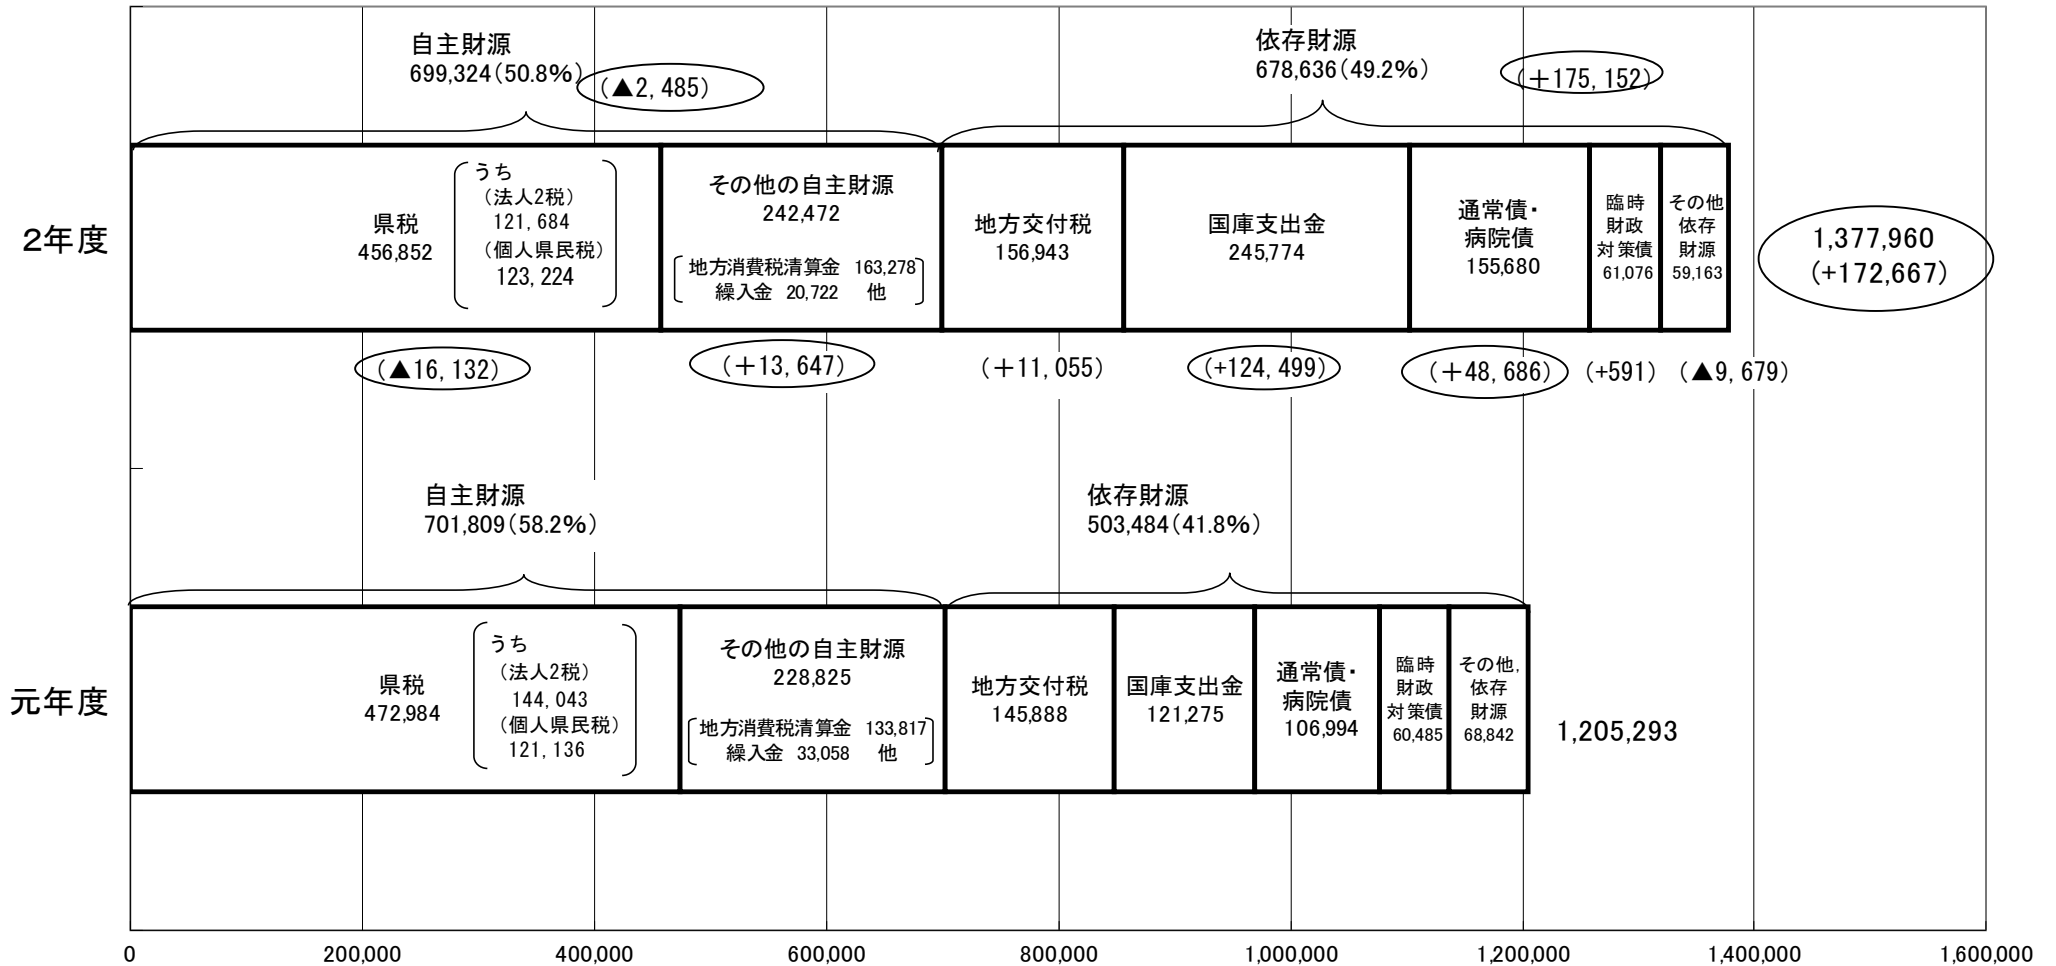 自主財源
699,324(50.8%)
(▲2,485)
依存財源
678,636(49.2%)
(+175,152)
2年度
県税
456,852
うち
(法人2税)
121,684
(個人県民税)
123,224
その他の自主財源
242,472
地方消費税清算金 163,278
繰入金 20,722 他
地方交付税
156,943
国庫支出金
245,774
通常債・
病院債
155,680
臨時
財政
対策債
61,076
その他
依存
財源
59,163
1,377,960
(+172,667)
(▲16,132)
(+13,647)
(+11,055)
(+124,499)
(+48,686)
(+591)
(▲9,679)
自主財源
701,809(58.2%)
依存財源
503,484(41.8%)
元年度
県税
472,984
うち
(法人2税)
144,043
(個人県民税)
121,136
その他の自主財源
228,825
地方消費税清算金 133,817
繰入金 33,058 他
地方交付税
145,888
国庫支出金
121,275
通常債・
病院債
106,994
臨時
財政
対策債
60,485
その他,
依存
財源
68,842
1,205,293
0
200,000
400,000
600,000
800,000
1,000,000
1,200,000
1,400,000
1,600,000